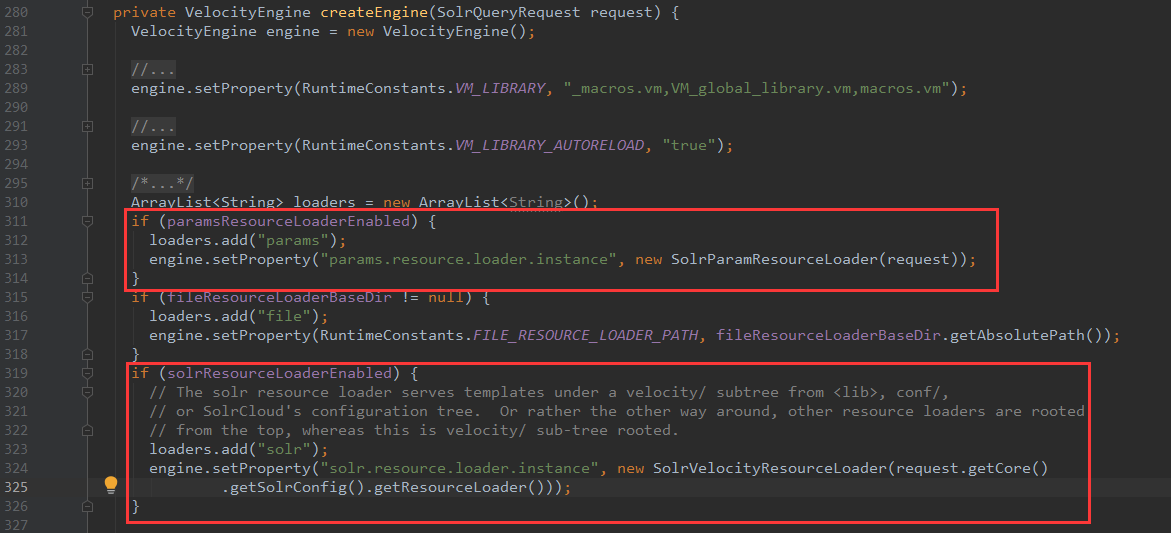 280 private VelocityEngine createEngine(SolrQueryRequest request) {
281 VelocityEngine engine = new VelocityEngine();
282
283 //...
289 engine.setProperty(RuntimeConstants.VM_LIBRARY, "_macros.vm,VM_global_library.vm,macros.vm");
290
291 //...
293 engine.setProperty(RuntimeConstants.VM_LIBRARY_AUTORELOAD, "true");
294
295 /*...*/
310 ArrayList<String> loaders = new ArrayList<String>();
311 if (paramsResourceLoaderEnabled) {
312 loaders.add("params");
313 engine.setProperty("params.resource.loader.instance", new SolrParamResourceLoader(request));
314 }
315 if (fileResourceLoaderBaseDir != null) {
316 loaders.add("file");
317 engine.setProperty(RuntimeConstants.FILE_RESOURCE_LOADER_PATH, fileResourceLoaderBaseDir.getAbsolutePath());
318 }
319 if (solrResourceLoaderEnabled) {
320 // The solr resource loader serves templates under a velocity/ subtree from <lib>, conf/,
321 // or SolrCloud's configuration tree.  Or rather the other way around, other resource loaders are rooted
322 // from the top, whereas this is velocity/ sub-tree rooted.
323 loaders.add("solr");
324 engine.setProperty("solr.resource.loader.instance", new SolrVelocityResourceLoader(request.getCore()
325 .getSolrConfig().getResourceLoader()));
326 }
327